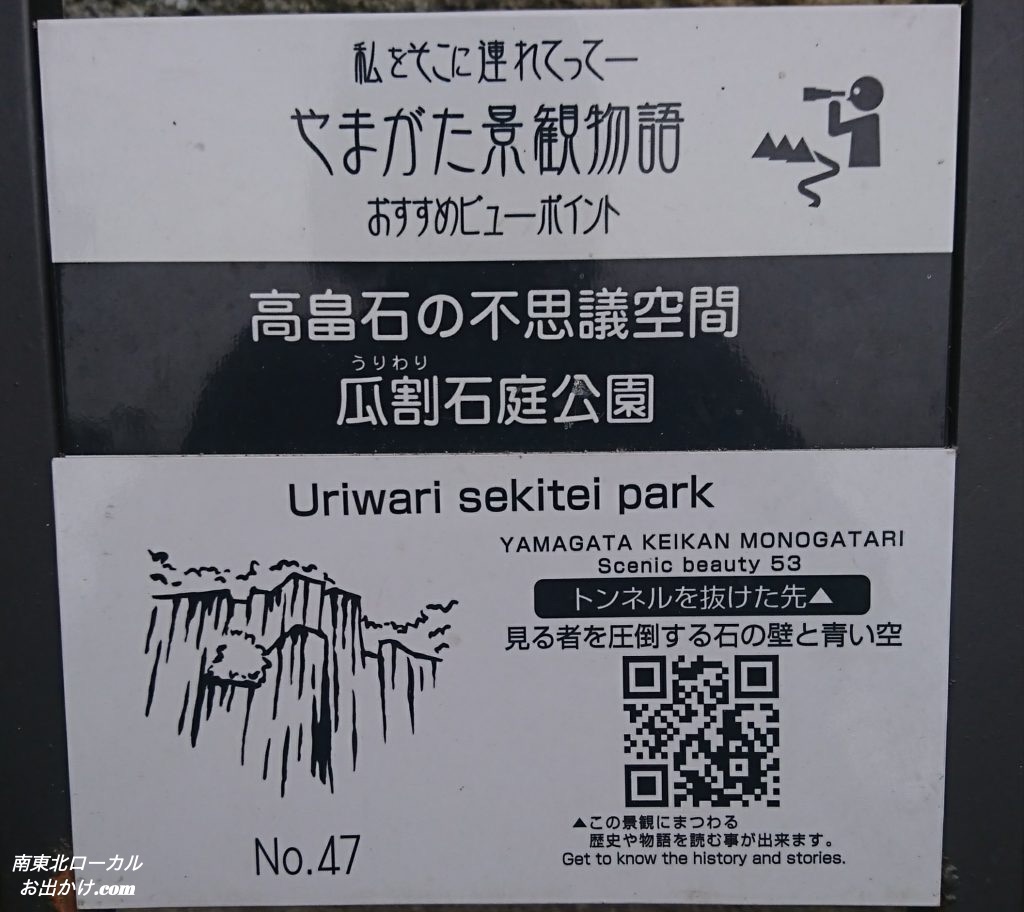 私をそこに連れてってー
やまがた景観物語
おすすめビューポイント
高畠石の不思議空間
うりわり
瓜割石庭公園
Uriwari sekitei park
YAMAGATA KEIKAN MONOGATARI
Scenic beauty 53
トンネルを抜けた先▲
見る者を圧倒する石の壁と青い空
▲この景観にまつわる
歴史や物語を読む事が出来ます。
Get to know the history and stories.
No.47
南東北ローカル
お出かけ.com